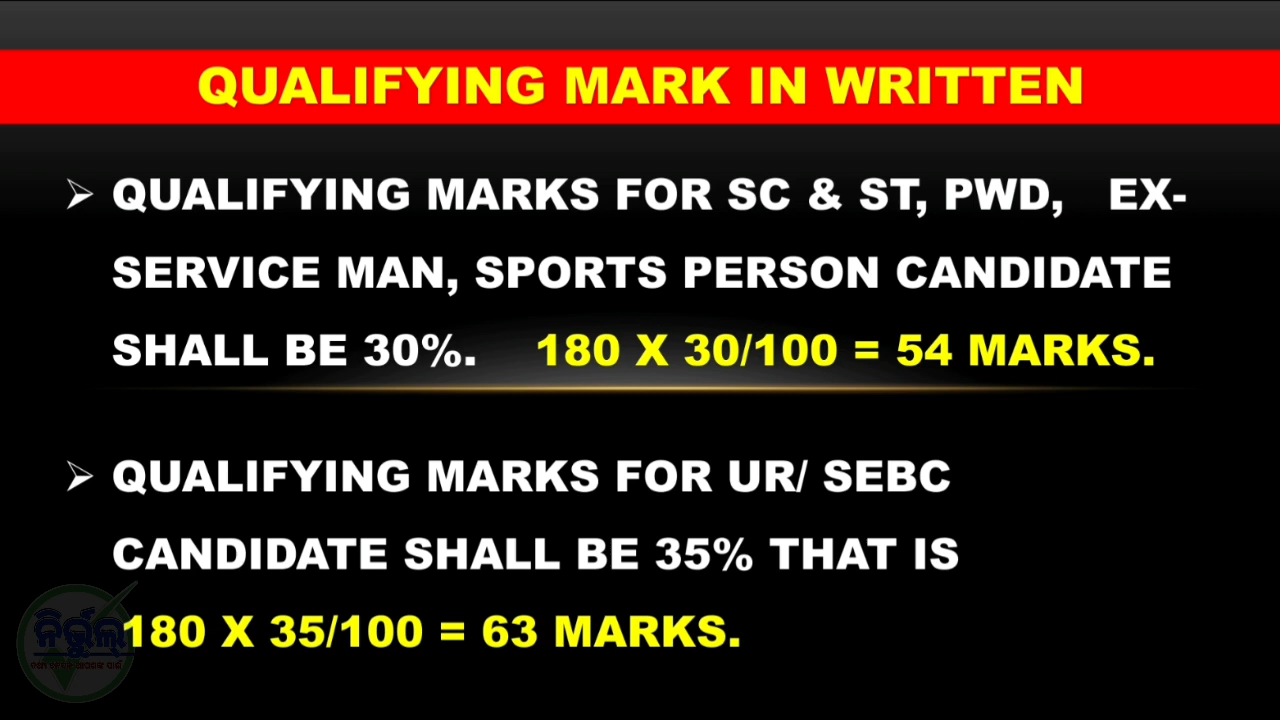 QUALIFYING MARK IN WRITTEN
QUALIFYING MARKS FOR SC & ST, PWD, EX-
SERVICE MAN, SPORTS PERSON CANDIDATE
SHALL BE 30%. 180 X 30/100 = 54 MARKS.
QUALIFYING MARKS FOR UR/ SEBC
CANDIDATE SHALL BE 35% THAT IS
180 X 35/100 = 63 MARKS.
ନିର୍ଭୁଲ